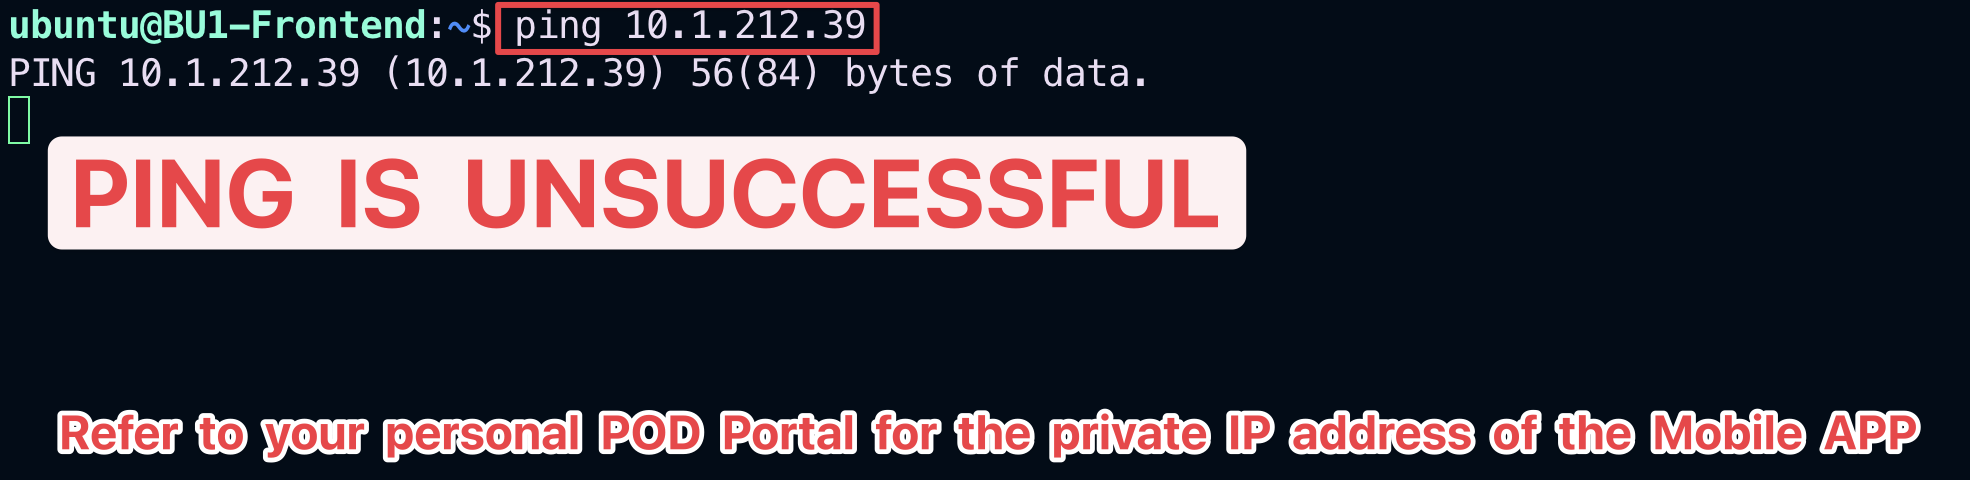 ubuntu@BU1-Frontend:~$ ping 10.1.212.39
PING 10.1.212.39 (10.1.212.39) 56(84) bytes of data.
PING IS UNSUCCESSFUL
Refer to your personal POD Portal for the private IP address of the Mobile APP